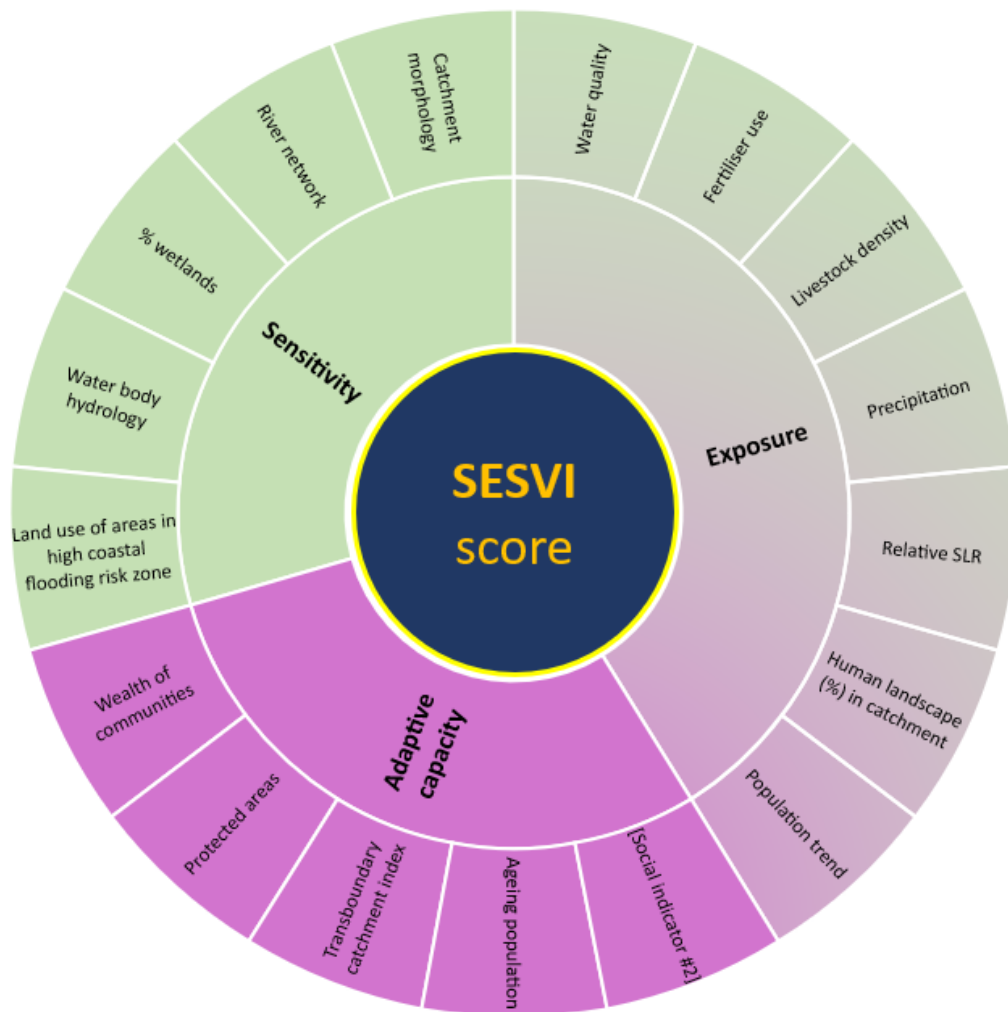 SESVI
score
Exposure
Water quality
Fertiliser use
Livestock density
Precipitation
Relative SLR
Human landscape
(%) in catchment
Population trend
Adaptive
capacity
[Social indicator #2]
Ageing population
Transboundary
catchment index
Protected areas
Wealth of
communities
Sensitivity
Land use of areas in
high coastal
flooding risk zone
Water body
hydrology
% wetlands
River network
Catchment
morphology